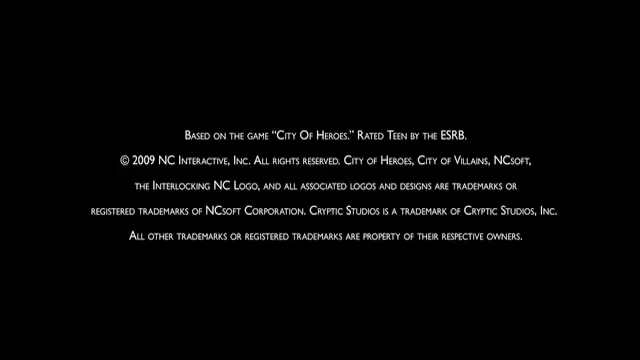 Based on the game “City Of Heroes.” Rated Teen by the ESRB.
© 2009 NC Interactive, Inc. All rights reserved. City of Heroes, City of Villains, NCsoft,
the Interlocking NC Logo, and all associated logos and designs are trademarks or
registered trademarks of NCsoft Corporation. Cryptic Studios is a trademark of Cryptic Studios, Inc.
All other trademarks or registered trademarks are property of their respective owners.